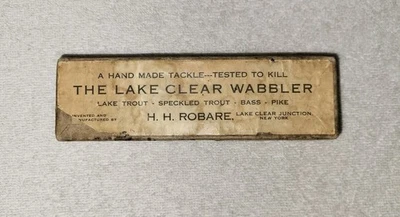 A HAND MADE TACKLE---TESTED TO KILL
THE LAKE CLEAR WABBLER
LAKE TROUT - SPECKLED TROUT - BASS - PIKE
INVENTED AND
NUFACTURED BY
H. H. ROBARE,
LAKE CLEAR JUNCTION,
NEW YORK